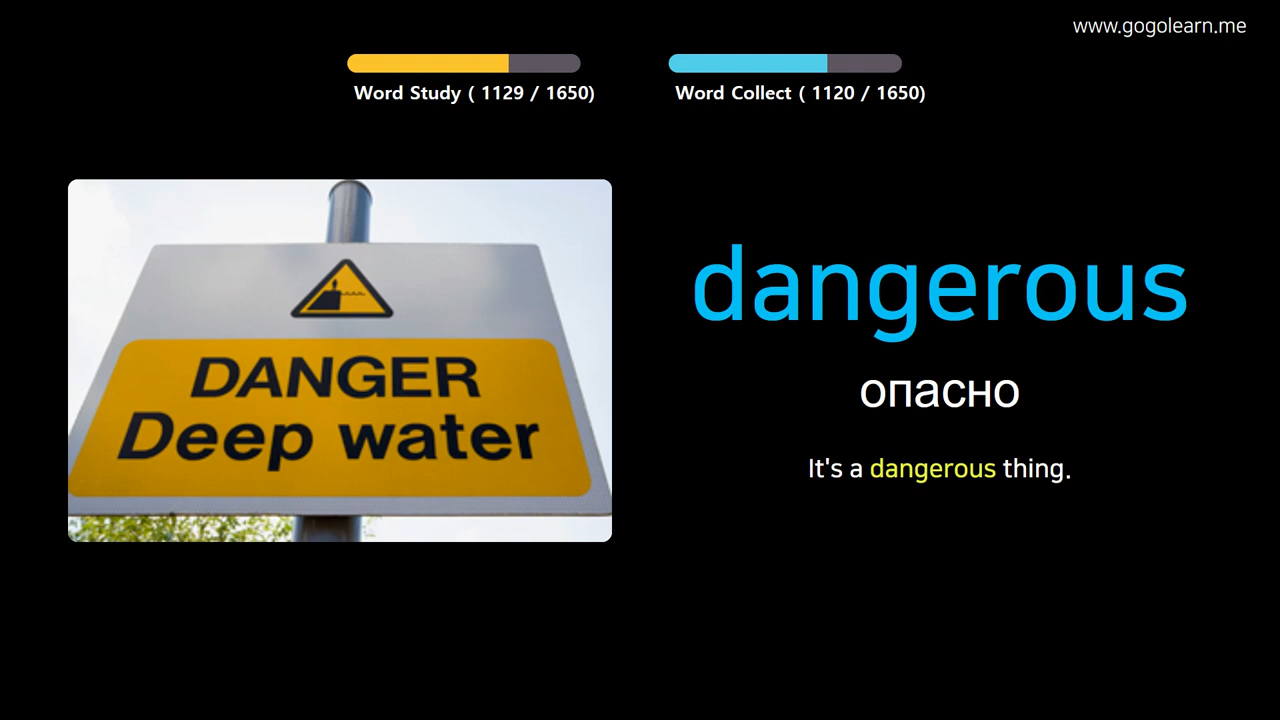 www.gogolearn.me
Word Study ( 1129 / 1650)
Word Collect ( 1120 / 1650)
DANGER
Deep water
dangerous
опасно
It's a dangerous thing.